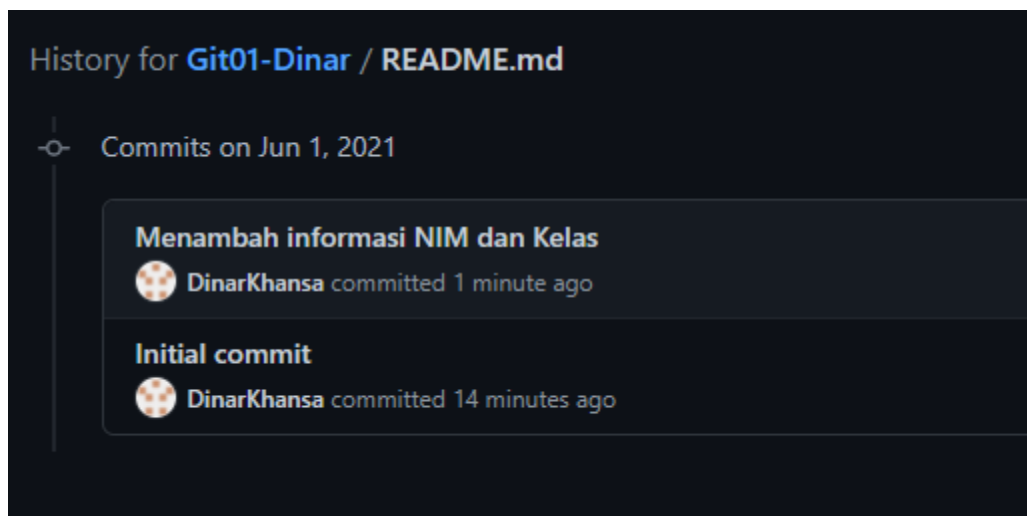 History for Git01-Dinar / README.md
Commits on Jun 1, 2021
Menambah informasi NIM dan Kelas
DinarKhansa committed 1 minute ago
Initial commit
DinarKhansa committed 14 minutes ago